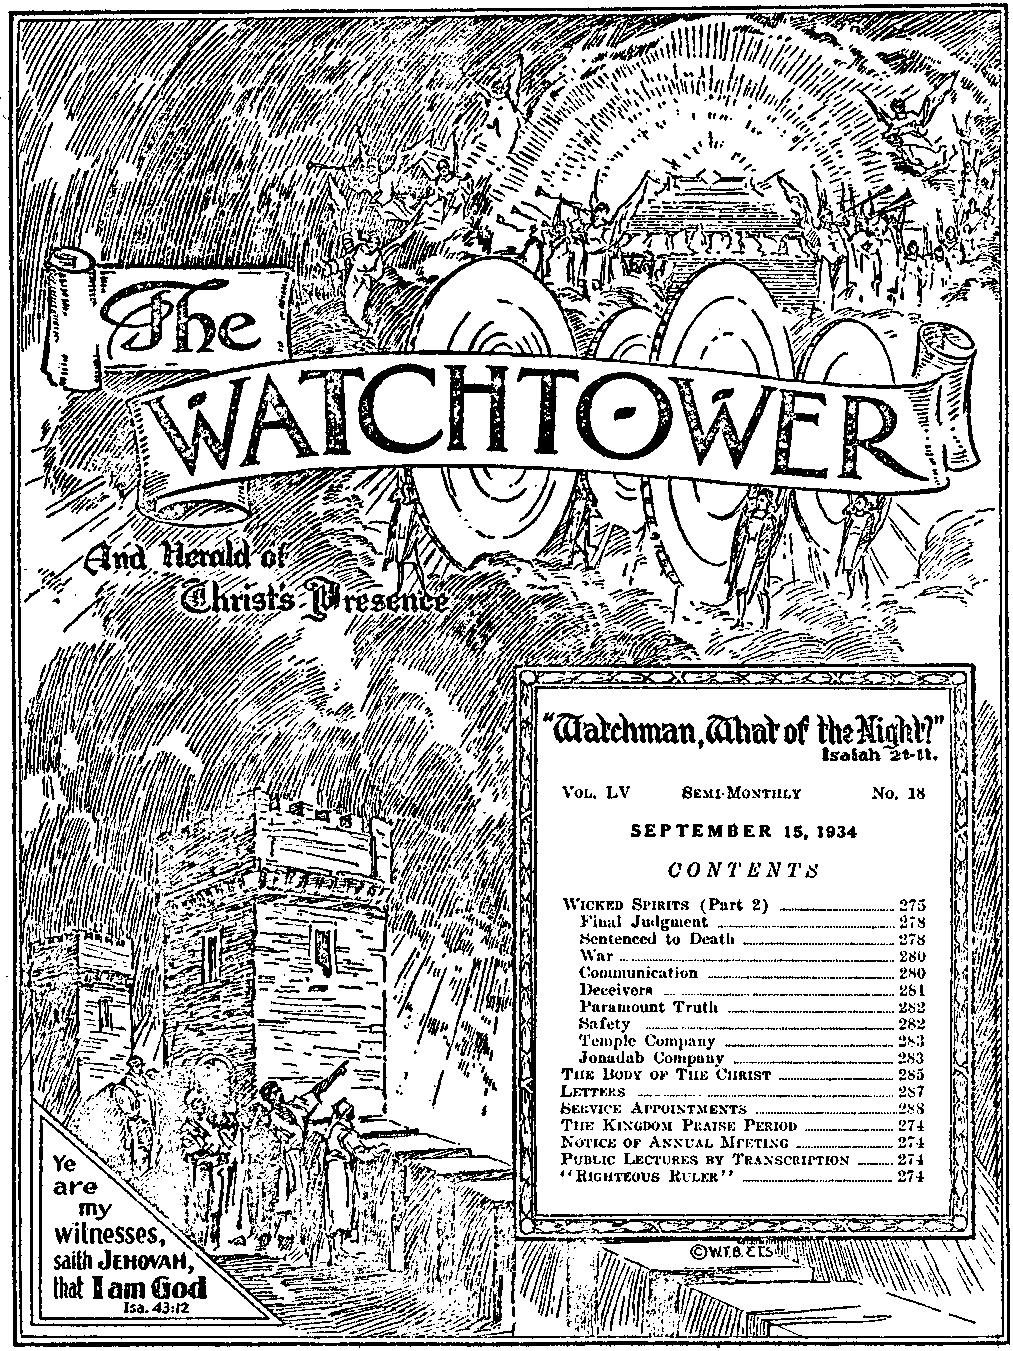 The
WATCHTOWER
And Herald of
Christ's Presence
"Watchman, What of the Night?"
Isaiah 21-11.
VOL. LV SEMI-MONTHLY No. 18
SEPTEMBER 15, 1934
CONTENTS
WICKED SPIRITS (Part 2) 275
Final Judgment 278
Sentenced to Death 278
War 280
Communication 280
Deceivers 281
Paramount Truth 282
Safety 282
Temple Company 283
Jonadab Company 283
THE BODY OF THE CHRIST 285
LETTERS 287
SERVICE APPOINTMENTS 288
THE KINGDOM PRAISE PERIOD 274
NOTICE OF ANNUAL MEETING 274
PUBLIC LECTURES BY TRANSCRIPTION 274
"RIGHTEOUS RULER" 274
©W.T.B.&T.S.
Ye
are
my
witnesses,
saith JEHOVAH,
that I am God
Isa. 43:12